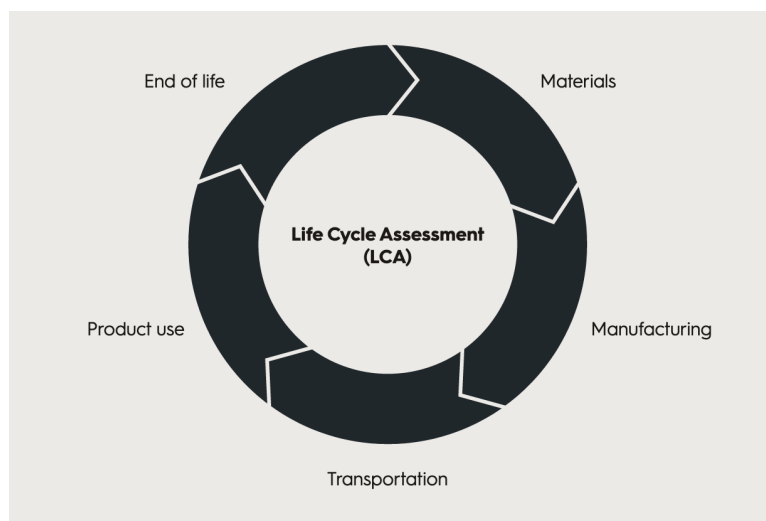 End of life
Materials
Life Cycle Assessment
(LCA)
Product use
Manufacturing
Transportation